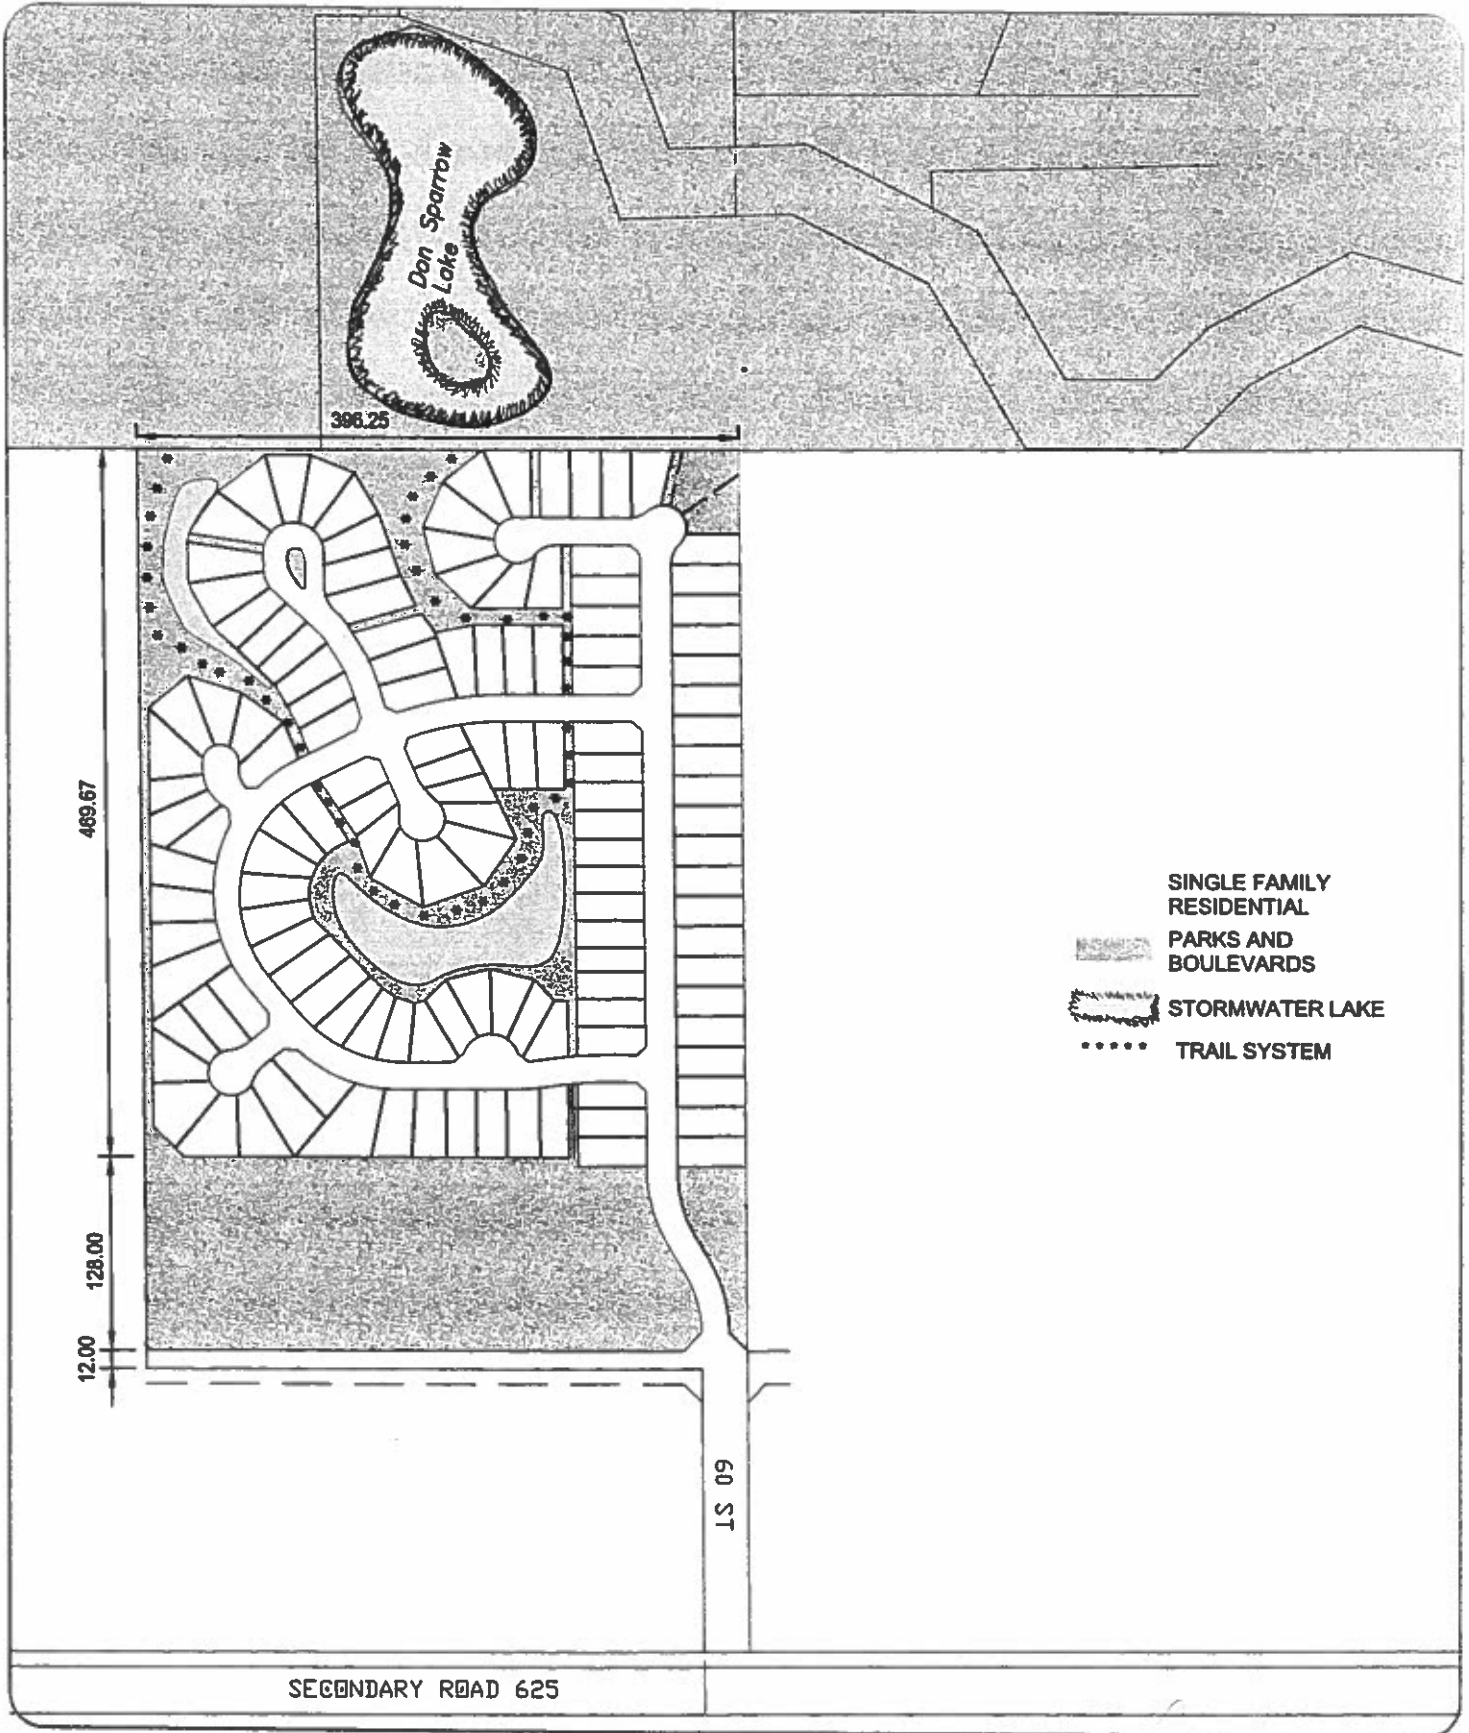 Don Sparrow
Lake
396.25
469.67
SINGLE FAMILY
RESIDENTIAL
PARKS AND
BOULEVARDS
STORMWATER LAKE
TRAIL SYSTEM
128.00
12.00
60 ST
SECONDARY ROAD 625